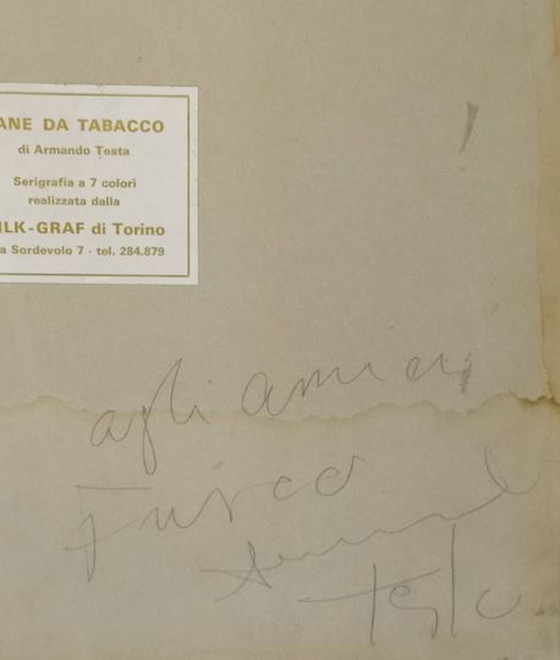 ANE DA TABACCO
di Armando Testa
Serigrafia a 7 colori
realizzata dalla
ILK-GRAF di Torino
a Sordevolo 7 - tel. 284.879
agli amici
Testa